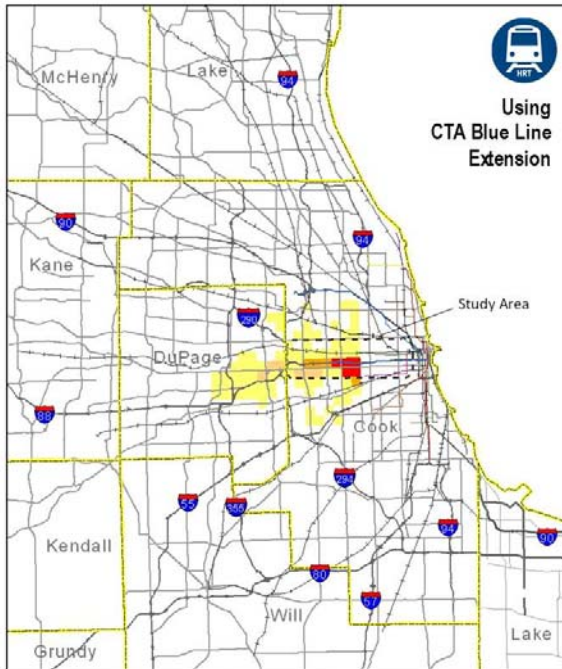 McHenry
Lake
94
HRT
Using
CTA Blue Line
Extension
90
94
Kane
Study Area
290
DuPage
88
Cook
294
55
355
94
90
Kendall
80
57
Will
Lake
Grundy